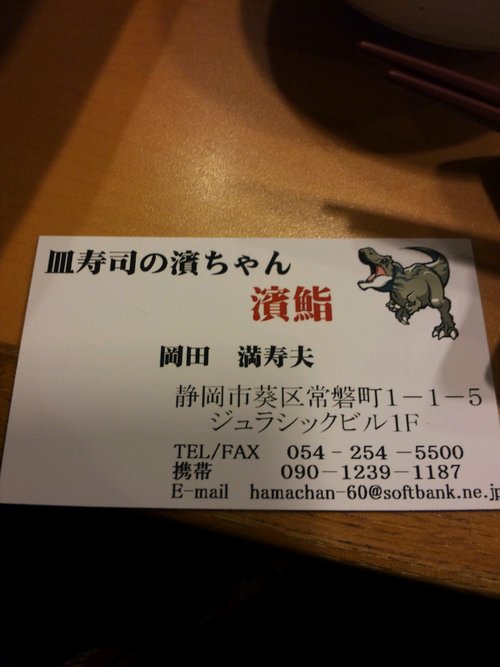 皿寿司の濱ちゃん
濱鮨
岡田 満寿夫
静岡市葵区常磐町1－1－5
ジュラシックビル1F
TEL/FAX 054 - 254 -5500
携帯 090－1239－1187
E-mail hamachan-60@softbank.ne.jp